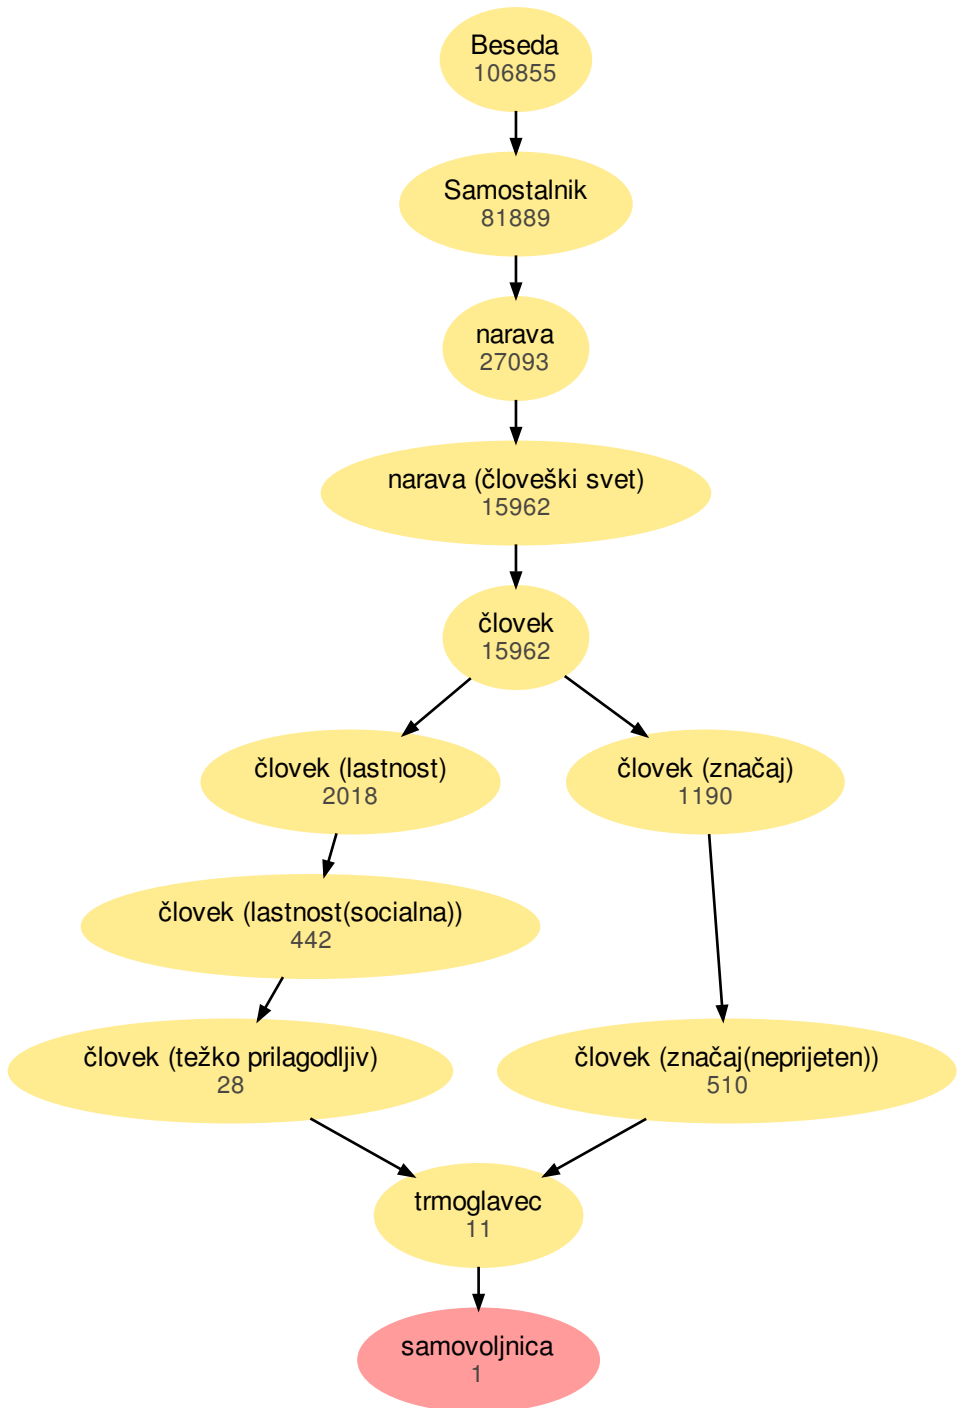 Beseda
106855
Samostalnik
81889
narava
27093
narava (človeški svet)
15962
človek
15962
človek (lastnost)
2018
človek (značaj)
1190
človek (lastnost(socialna))
442
človek (težko prilagodljiv)
28
človek (značaj(neprijeten))
510
trmoglavec
11
samovoljnica
1